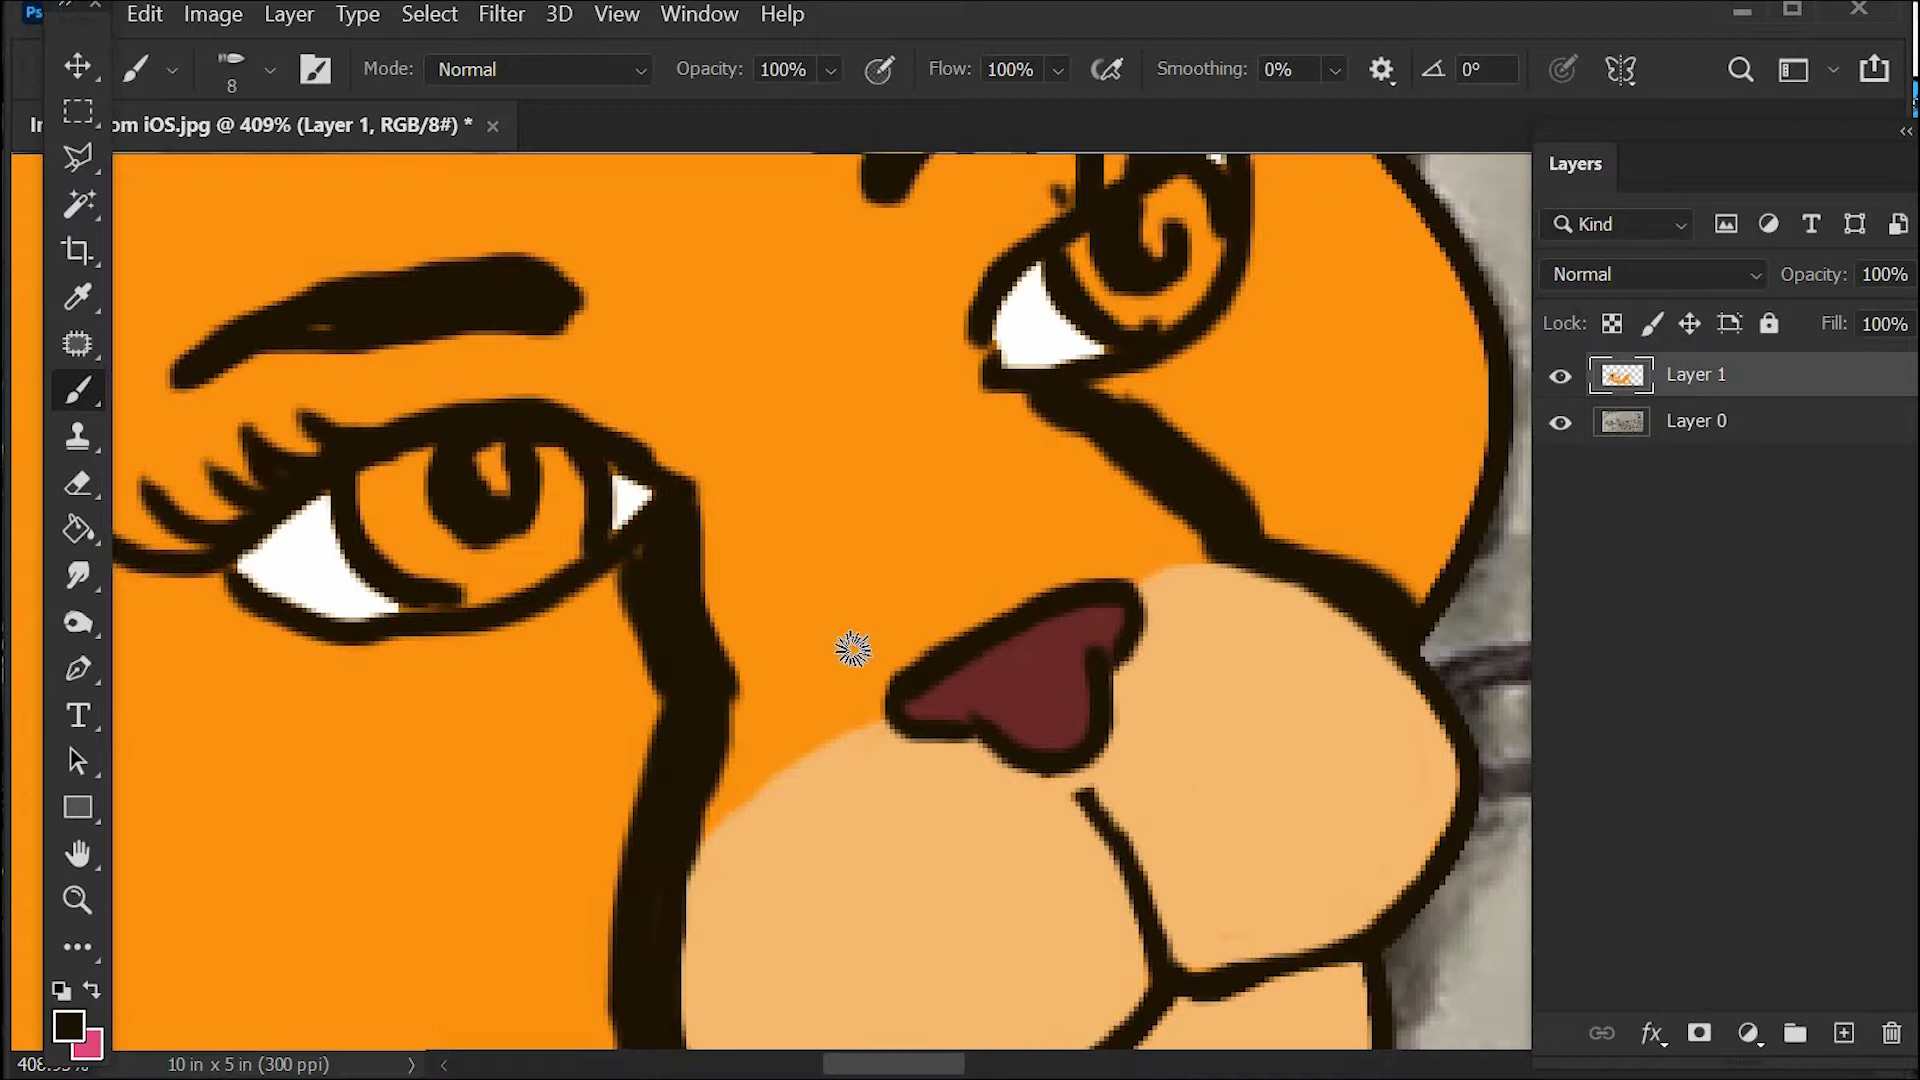 Ps Edit Image Layer Type Select Filter 3D View Window Help
8 Mode: Normal Opacity: 100% Flow: 100% Smoothing: 0% 0°
om iOS.jpg @ 409% (Layer 1, RGB/8#) *
Layers
Kind
Normal Opacity: 100%
Lock: Fill: 100%
Layer 1
Layer 0
10 in x 5 in (300 ppi)